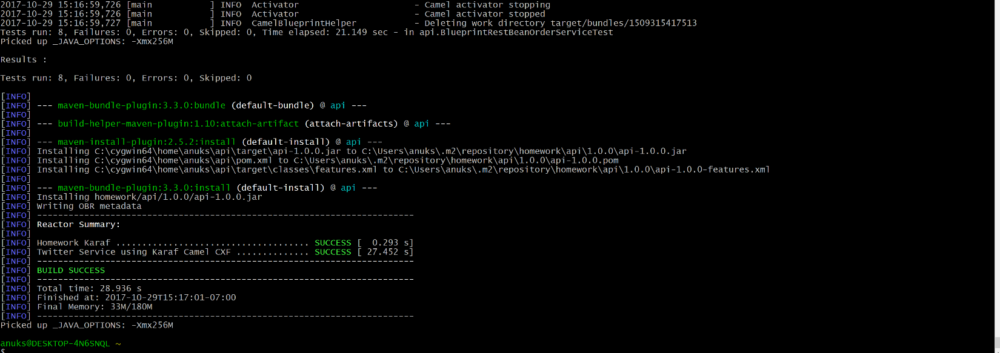 2017-10-29 15:16:59,726 [main           ] INFO  Activator                      - Camel activator stopping
2017-10-29 15:16:59,726 [main           ] INFO  Activator                      - Camel activator stopped
2017-10-29 15:16:59,727 [main           ] INFO  CamelBlueprintHelper           - Deleting work directory target/bundles/1509315417513
Tests run: 8, Failures: 0, Errors: 0, Skipped: 0, Time elapsed: 21.149 sec - in api.BlueprintRestBeanOrderServiceTest
Picked up _JAVA_OPTIONS: -Xmx256M
Results :
Tests run: 8, Failures: 0, Errors: 0, Skipped: 0
[INFO]
[INFO] --- maven-bundle-plugin:3.3.0:bundle (default-bundle) @ api ---
[INFO]
[INFO] --- build-helper-maven-plugin:1.10:attach-artifact (attach-artifacts) @ api ---
[INFO]
[INFO] --- maven-install-plugin:2.5.2:install (default-install) @ api ---
[INFO] Installing C:\cygwin64\home\anuks\api\target\api-1.0.0.jar to C:\Users\anuks\.m2\repository\homework\api\1.0.0\api-1.0.0.jar
[INFO] Installing C:\cygwin64\home\anuks\api\pom.xml to C:\Users\anuks\.m2\repository\homework\api\1.0.0\api-1.0.0.pom
[INFO] Installing C:\cygwin64\home\anuks\api\target\classes\features.xml to C:\Users\anuks\.m2\repository\homework\api\1.0.0\api-1.0.0-features.xml
[INFO]
[INFO] --- maven-bundle-plugin:3.3.0:install (default-install) @ api ---
[INFO] Installing homework/api/1.0.0/api-1.0.0.jar
[INFO] Writing OBR metadata
[INFO] ------------------------------------------------------------------------
[INFO] Reactor Summary:
[INFO]
[INFO] Homework Karaf ..................................... SUCCESS [  0.293 s]
[INFO] Twitter Service using Karaf Camel CXF .............. SUCCESS [ 27.452 s]
[INFO] ------------------------------------------------------------------------
[INFO] BUILD SUCCESS
[INFO] ------------------------------------------------------------------------
[INFO] Total time: 28.936 s
[INFO] Finished at: 2017-10-29T15:17:01-07:00
[INFO] Final Memory: 33M/180M
[INFO] ------------------------------------------------------------------------
Picked up _JAVA_OPTIONS: -Xmx256M
anuks@DESKTOP-4N6SNQL ~
$